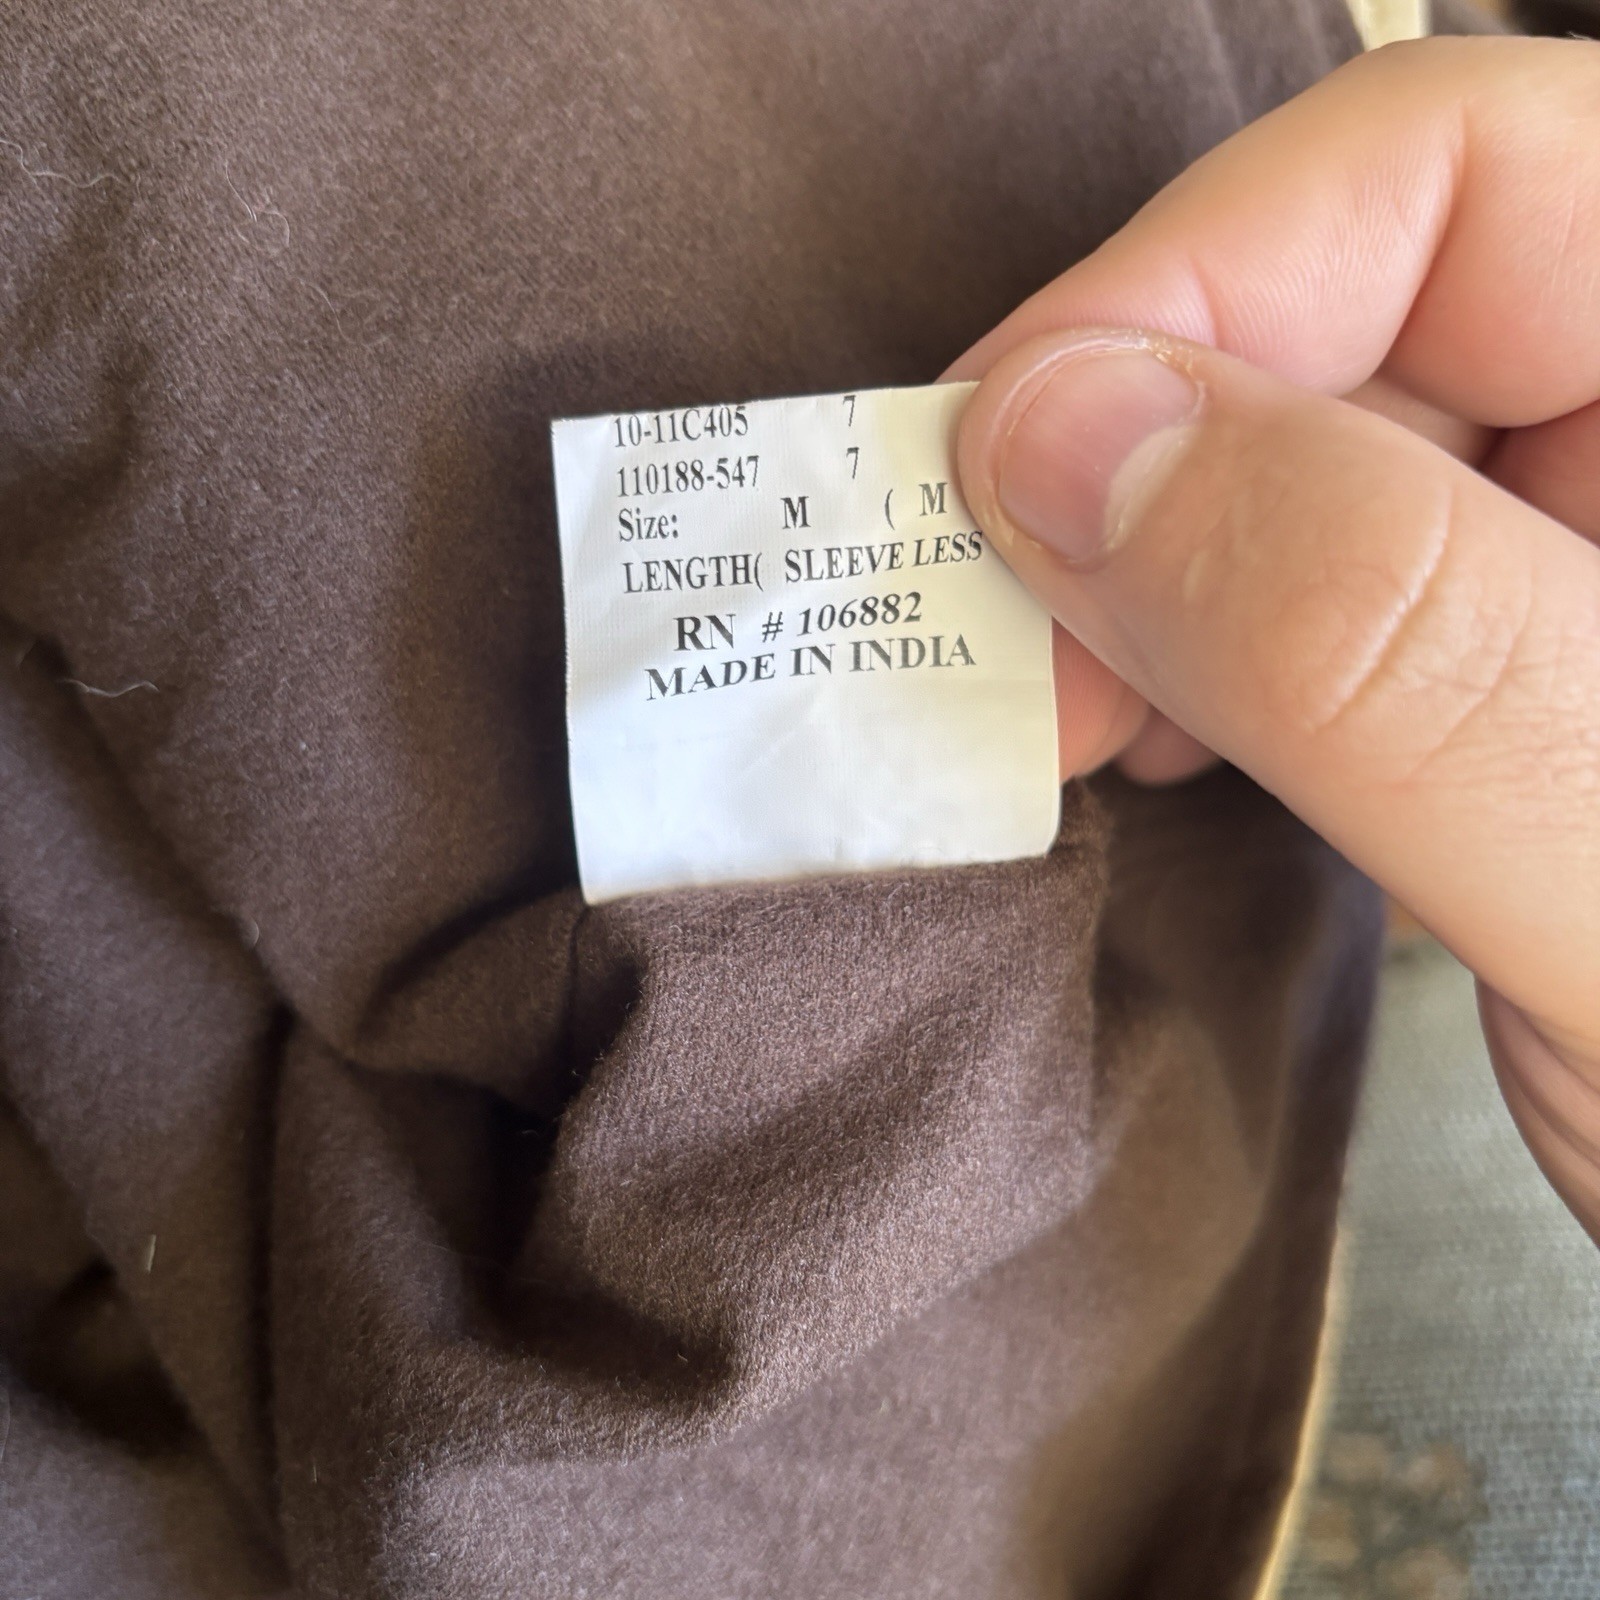 10-11C405 7
110188-547 7
Size: M ( M
LENGTH( SLEEVE LESS
RN # 106882
MADE IN INDIA